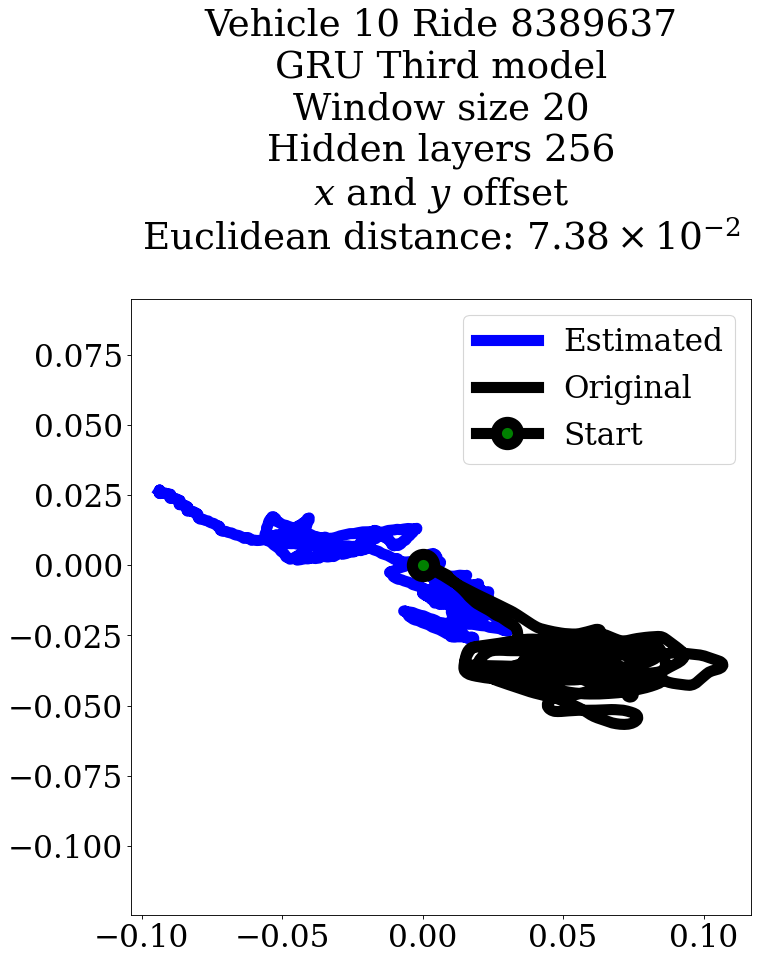 Vehicle 10 Ride 8389637
GRU Third model
Window size 20
Hidden layers 256
x and y offset
Euclidean distance: 7.38 × 10⁻²
Estimated
Original
Start
0.075
0.050
0.025
0.000
−0.025
−0.050
−0.075
−0.100
−0.10 −0.05 0.00 0.05 0.10